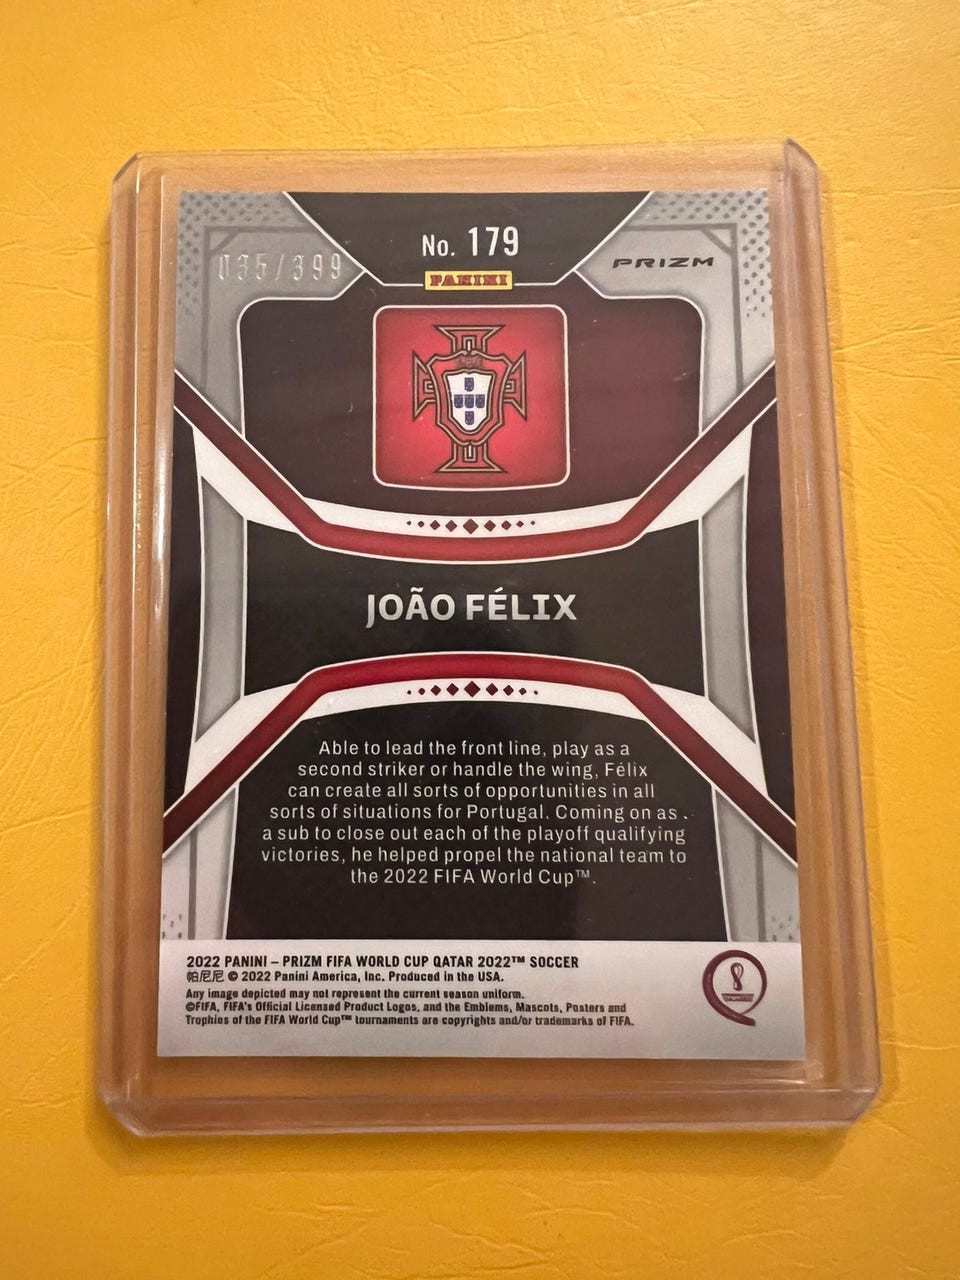 No. 179
035/399
PRIZM
PANINI
JOÃO FÉLIX
Able to lead the front line, play as a
second striker or handle the wing, Félix
can create all sorts of opportunities in all
sorts of situations for Portugal. Coming on as
a sub to close out each of the playoff qualifying
victories, he helped propel the national team to
the 2022 FIFA World Cup™.
2022 PANINI – PRIZM FIFA WORLD CUP QATAR 2022™ SOCCER
帕尼尼 © 2022 Panini America, Inc. Produced in the USA.
Any image depicted may not represent the current season uniform.
©FIFA, FIFA's Official Licensed Product Logos, and the Emblems, Mascots, Posters and
Trophies of the FIFA World Cup™ tournaments are copyrights and/or trademarks of FIFA.